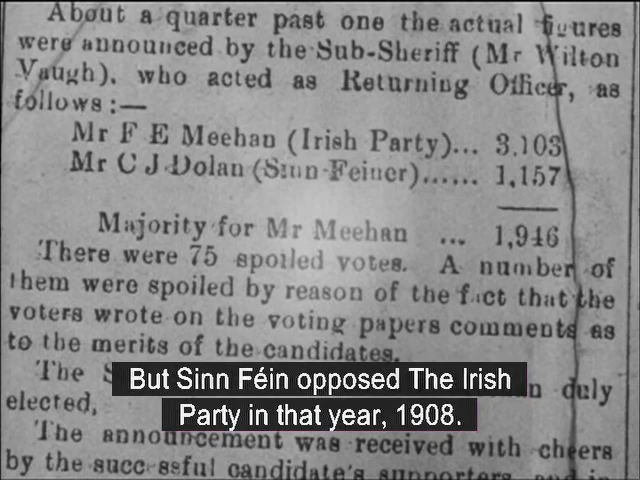 About a quarter past one the actual figures
were announced by the Sub-Sheriff (Mr Wilton
Vaugh), who acted as Returning Officer, as
follows:—
Mr F E Meehan (Irish Party)... 3,103
Mr C J Dolan (Sinn-Feiner)...... 1,157
Majority for Mr Meehan ... 1,946
There were 75 spoiled votes. A number of
them were spoiled by reason of the fact that the
voters wrote on the voting papers comments as
to the merits of the candidates.
The duly
But Sinn Féin opposed The Irish
elected,
Party in that year, 1908.
The announcement was received with cheers
by the successful candidate's supporters, and in